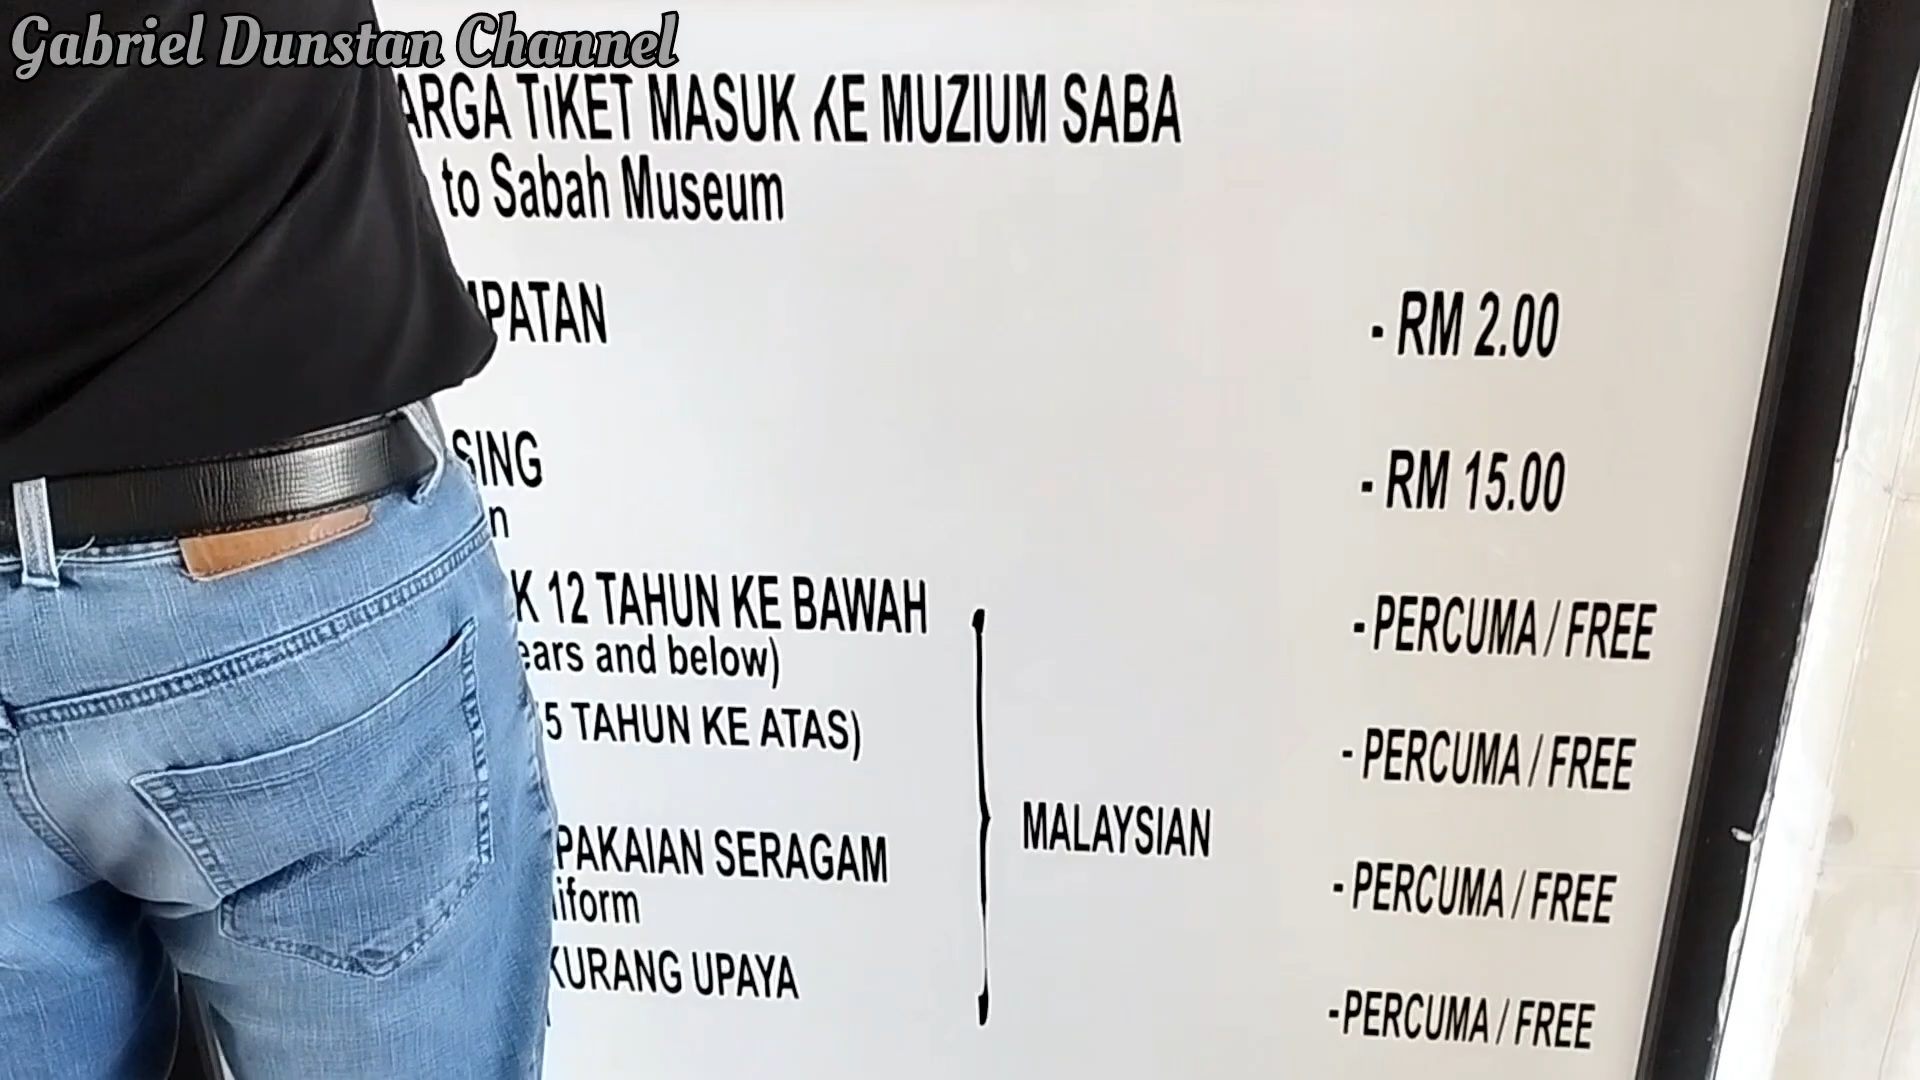 Gabriel Dunstan Channel
ARGA TiKET MASUK KE MUZIUM SABA
to Sabah Museum
MPATAN - RM 2.00
SING - RM 15.00
n
K 12 TAHUN KE BAWAH - PERCUMA / FREE
ears and below)
5 TAHUN KE ATAS) - PERCUMA / FREE
MALAYSIAN
PAKAIAN SERAGAM - PERCUMA / FREE
iform
KURANG UPAYA -PERCUMA / FREE